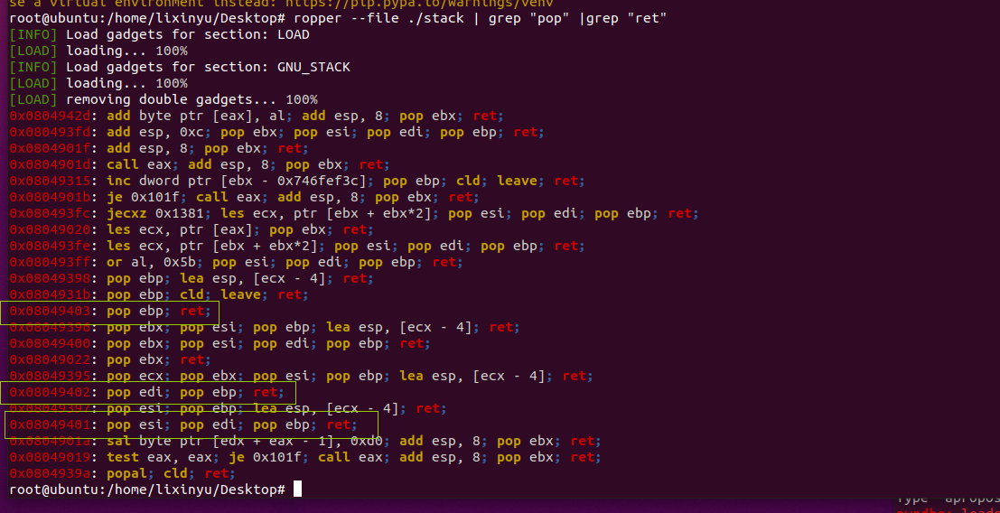 se a virtual environment instead: https://pip.pypa.io/warnings/venv
root@ubuntu:/home/lixinyu/Desktop# ropper --file ./stack | grep "pop" |grep "ret"
[INFO] Load gadgets for section: LOAD
[LOAD] loading... 100%
[INFO] Load gadgets for section: GNU_STACK
[LOAD] loading... 100%
[LOAD] removing double gadgets... 100%
0x0804942d: add byte ptr [eax], al; add esp, 8; pop ebx; ret;
0x080493fd: add esp, 0xc; pop ebx; pop esi; pop edi; pop ebp; ret;
0x0804901f: add esp, 8; pop ebx; ret;
0x0804901d: call eax; add esp, 8; pop ebx; ret;
0x08049315: inc dword ptr [ebx - 0x746fef3c]; pop ebp; cld; leave; ret;
0x0804901b: je 0x101f; call eax; add esp, 8; pop ebx; ret;
0x080493fc: jecxz 0x1381; les ecx, ptr [ebx + ebx*2]; pop esi; pop edi; pop ebp; ret;
0x08049020: les ecx, ptr [eax]; pop ebx; ret;
0x080493fe: les ecx, ptr [ebx + ebx*2]; pop esi; pop edi; pop ebp; ret;
0x080493ff: or al, 0x5b; pop esi; pop edi; pop ebp; ret;
0x08049398: pop ebp; lea esp, [ecx - 4]; ret;
0x0804931b: pop ebp; cld; leave; ret;
0x08049403: pop ebp; ret;
0x08049396: pop ebx; pop esi; pop ebp; lea esp, [ecx - 4]; ret;
0x08049400: pop ebx; pop esi; pop edi; pop ebp; ret;
0x08049022: pop ebx; ret;
0x08049395: pop ecx; pop ebx; pop esi; pop ebp; lea esp, [ecx - 4]; ret;
0x08049402: pop edi; pop ebp; ret;
0x08049397: pop esi; pop ebp; lea esp, [ecx - 4]; ret;
0x08049401: pop esi; pop edi; pop ebp; ret;
0x0804901a: sal byte ptr [edx + eax - 1], 0xd0; add esp, 8; pop ebx; ret;
0x08049019: test eax, eax; je 0x101f; call eax; add esp, 8; pop ebx; ret;
0x0804939a: popal; cld; ret;
root@ubuntu:/home/lixinyu/Desktop#
Type "apropos